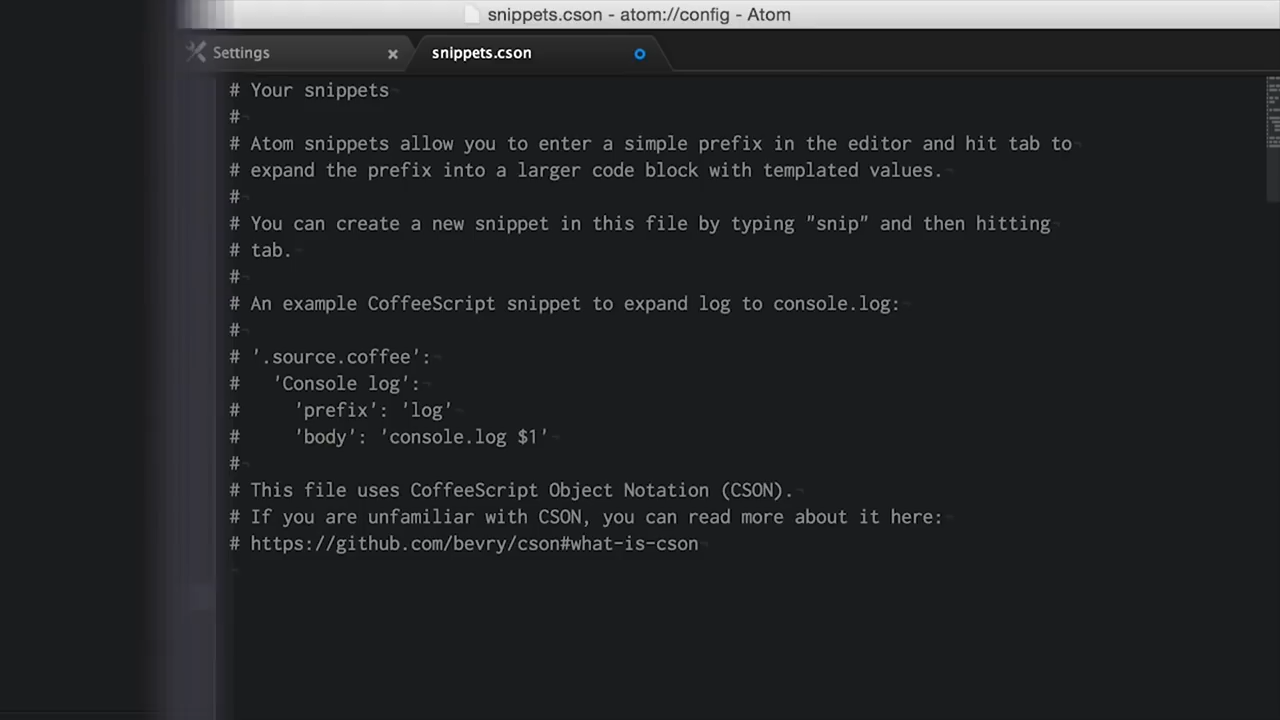 snippets.cson - atom://config - Atom
Settings
snippets.cson
# Your snippets
#
# Atom snippets allow you to enter a simple prefix in the editor and hit tab to
# expand the prefix into a larger code block with templated values.
#
# You can create a new snippet in this file by typing "snip" and then hitting
# tab.
#
# An example CoffeeScript snippet to expand log to console.log:
#
# '.source.coffee':
#   'Console log':
#     'prefix': 'log'
#     'body': 'console.log $1'
#
# This file uses CoffeeScript Object Notation (CSON).
# If you are unfamiliar with CSON, you can read more about it here:
# https://github.com/bevry/cson#what-is-cson